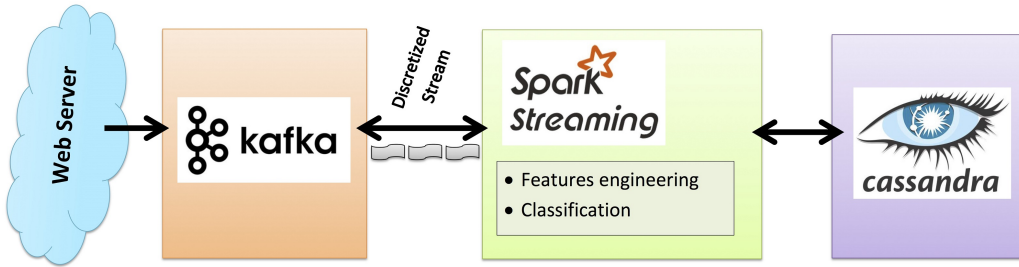 Web Server
kafka
Discretized
Stream
Spark
Streaming
• Features engineering
• Classification
cassandra